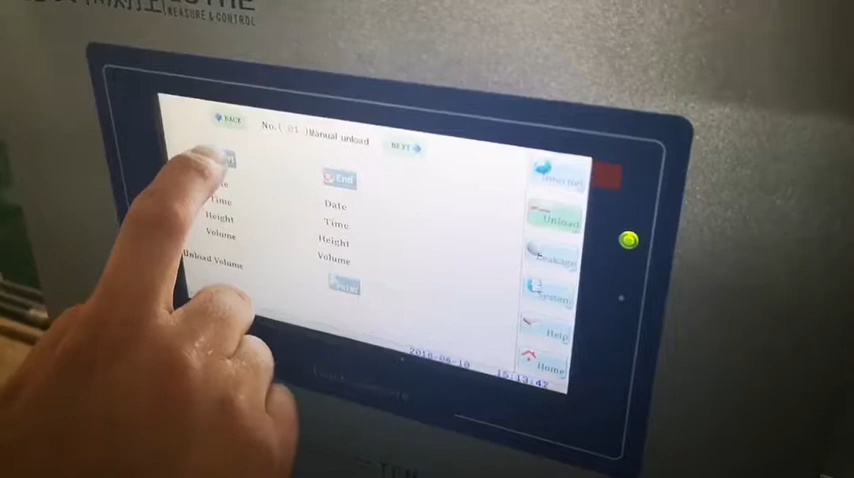 MEASURE & CONTROL
BACK
No.( 01 )Manual unload
NEXT
End
Date
Time
Height
Volume
Time
Height
Volume
Unload Volume
Print
Internet
Unload
Leakage
System
Help
Home
2018-04-10
15:13:42